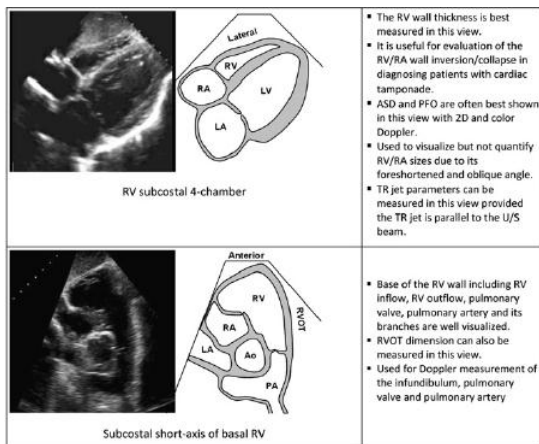 Lateral
RV
RA
LV
LA
RV subcostal 4-chamber
▪ The RV wall thickness is best
measured in this view.
▪ It is useful for evaluation of the
RV/RA wall inversion/collapse in
diagnosing patients with cardiac
tamponade.
▪ ASD and PFO are often best shown
in this view with 2D and color
Doppler.
▪ Used to visualize but not quantify
RV/RA sizes due to its
foreshortened and oblique angle.
▪ TR jet parameters can be
measured in this view provided
the TR jet is parallel to the U/S
beam.
Anterior
RV
RVOT
RA
LA
Ao
PA
Subcostal short-axis of basal RV
▪ Base of the RV wall including RV
inflow, RV outflow, pulmonary
valve, pulmonary artery and its
branches are well visualized.
▪ RVOT dimension can also be
measured in this view.
▪ Used for Doppler measurement of
the infundibulum, pulmonary
valve and pulmonary artery